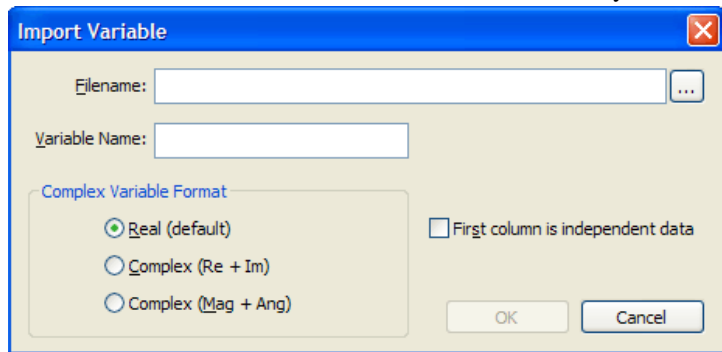 Import Variable
Filename:
...
Variable Name:
Complex Variable Format
Real (default)
First column is independent data
Complex (Re + Im)
Complex (Mag + Ang)
OK
Cancel